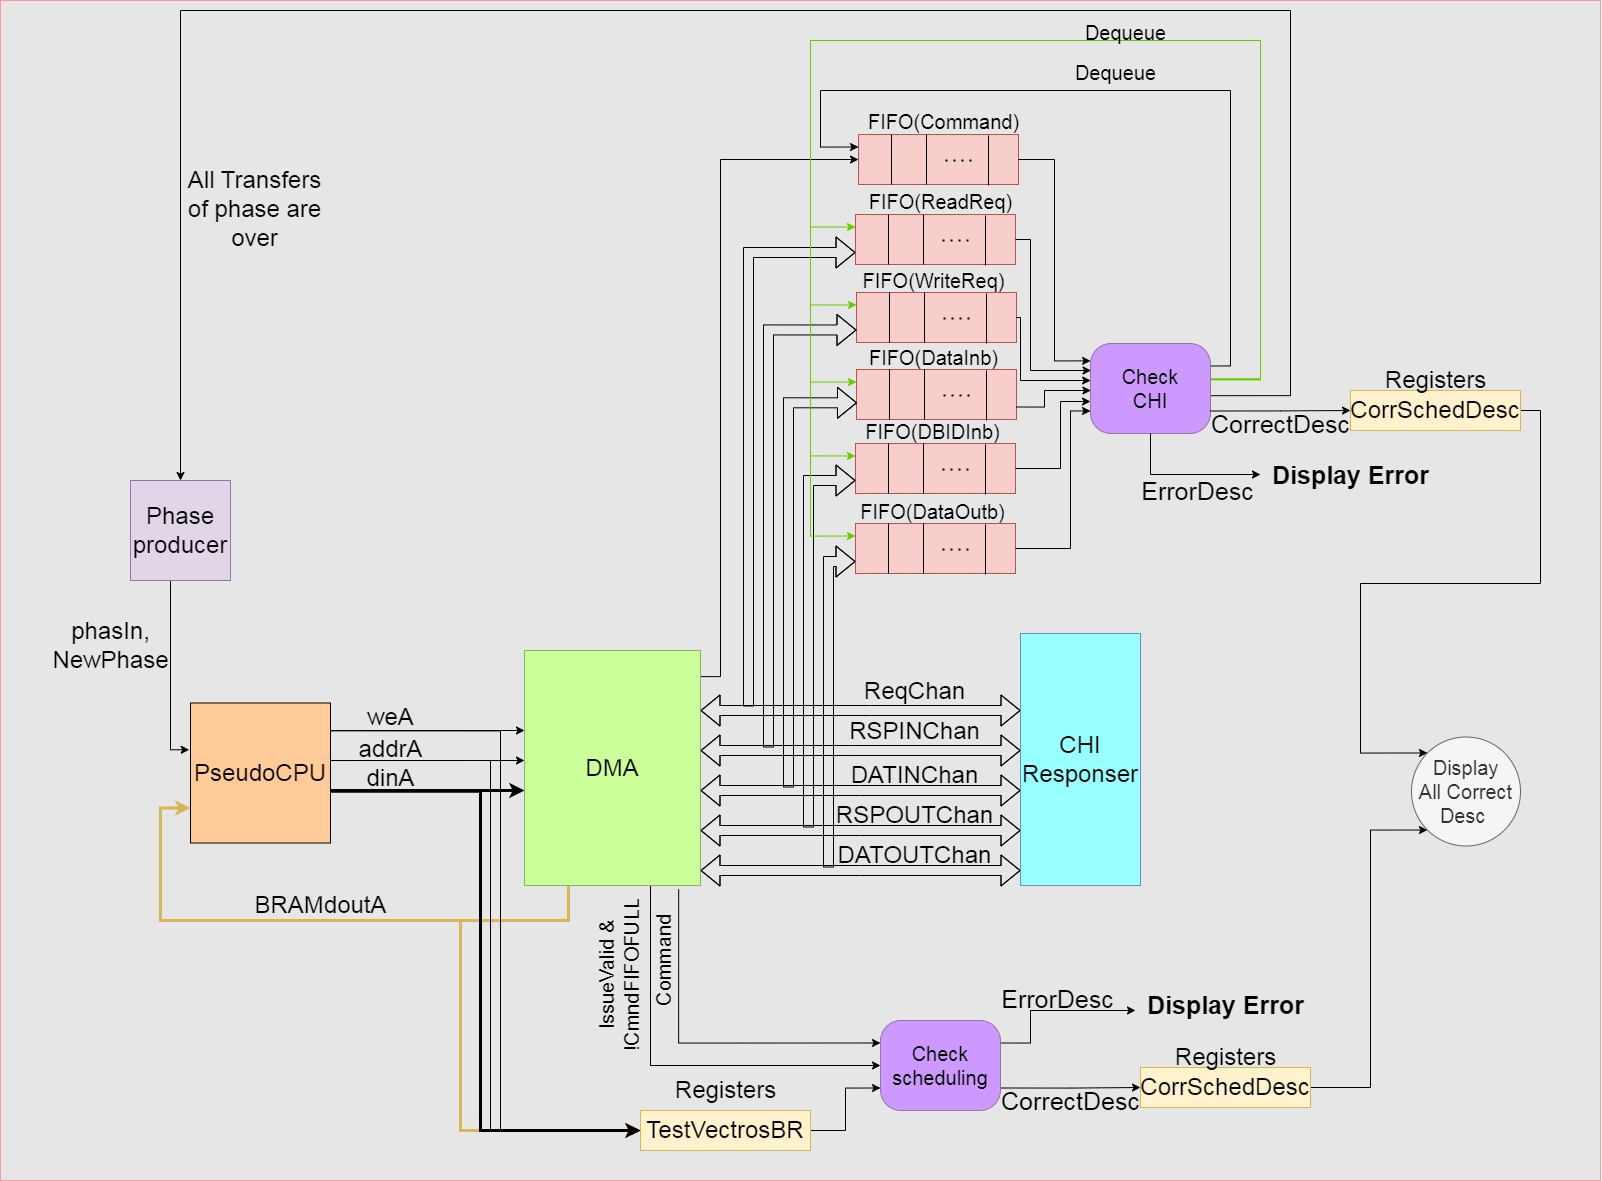 Dequeue
Dequeue
FIFO(Command)
....
All Transfers
of phase are
over
FIFO(ReadReq)
....
FIFO(WriteReq)
....
FIFO(DataInb)
....
Check
CHI
Registers
CorrSchedDesc
CorrectDesc
FIFO(DBIDInb)
....
Display Error
ErrorDesc
FIFO(DataOutb)
....
Phase
producer
phasIn,
NewPhase
weA
addrA
dinA
PseudoCPU
DMA
ReqChan
RSPINChan
DATINChan
RSPOUTChan
DATOUTChan
CHI
Responser
Display
All Correct
Desc
BRAMdoutA
IssueValid &
!CmndFIFOFULL
Command
ErrorDesc
Display Error
Check
scheduling
Registers
CorrSchedDesc
CorrectDesc
Registers
TestVectrosBR